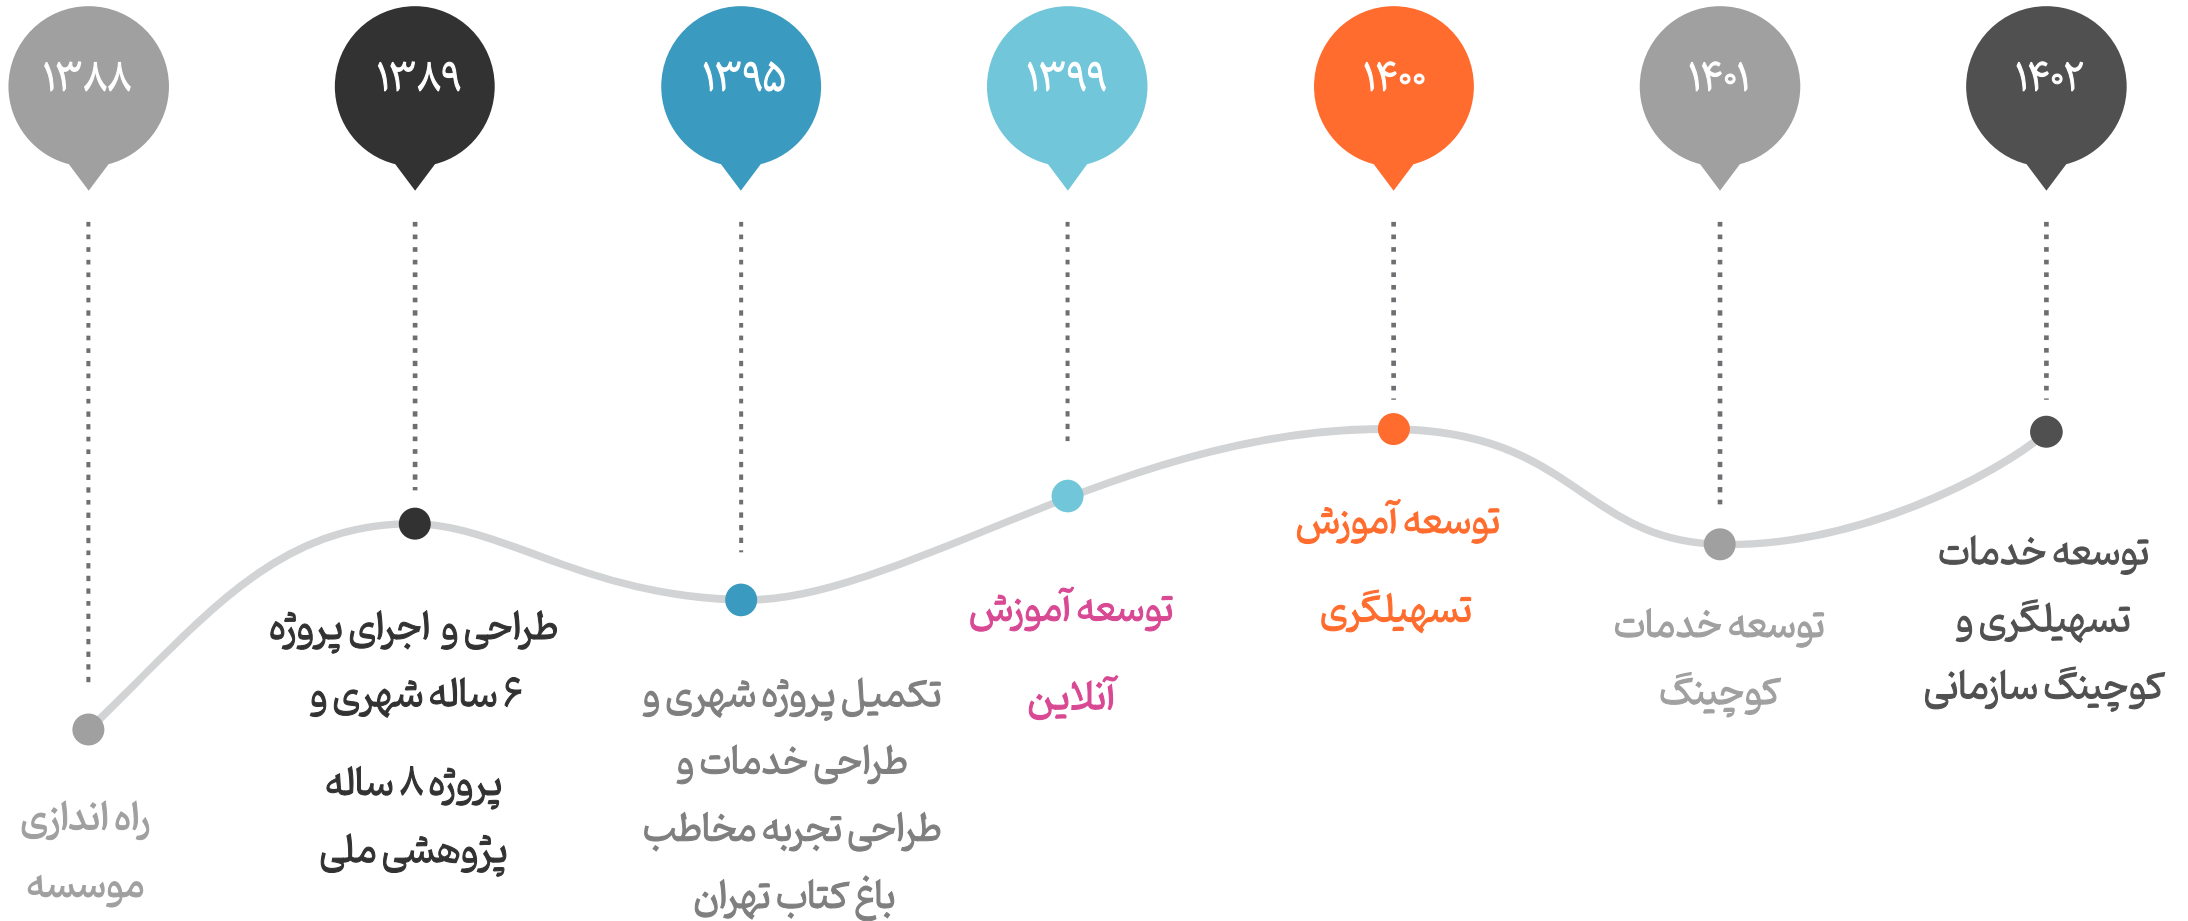 ۱۳۸۸
راه اندازی
موسسه
۱۳۸۹
طراحی و اجرای پروژه
۶ ساله شهری و
پروژه ۸ ساله
پژوهشی ملی
۱۳۹۵
تکمیل پروژه شهری و
طراحی خدمات و
طراحی تجربه مخاطب
باغ کتاب تهران
۱۳۹۹
توسعه آموزش
آنلاین
۱۴۰۰
توسعه آموزش
تسهیلگری
۱۴۰۱
توسعه خدمات
کوچینگ
۱۴۰۲
توسعه خدمات
تسهیلگری و
کوچینگ سازمانی